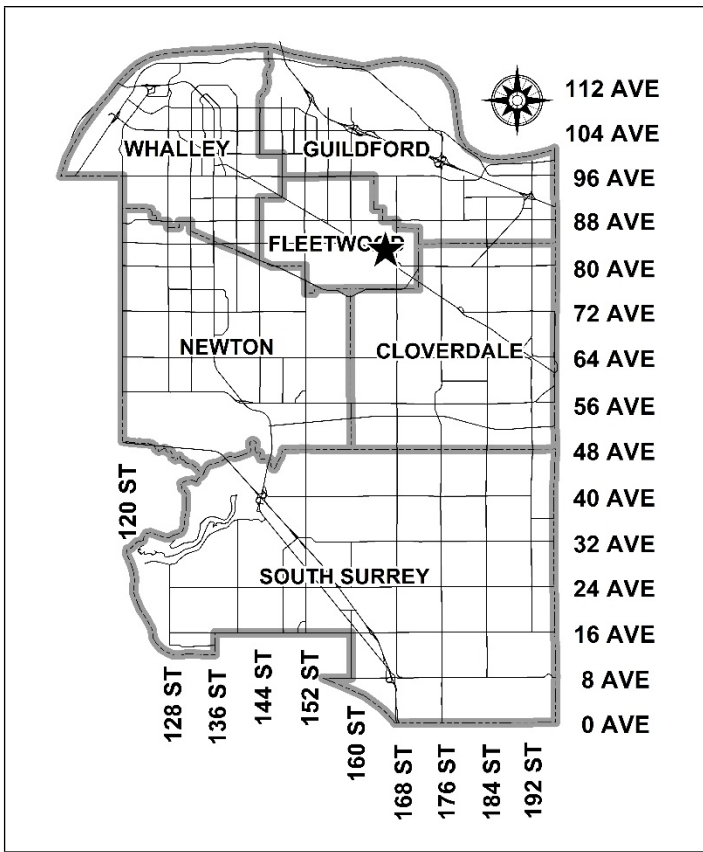 112 AVE
104 AVE
WHALLEY
GUILDFORD
96 AVE
88 AVE
FLEETWOOD
80 AVE
72 AVE
NEWTON
CLOVERDALE
64 AVE
56 AVE
48 AVE
120 ST
40 AVE
32 AVE
SOUTH SURREY
24 AVE
16 AVE
8 AVE
0 AVE
128 ST
136 ST
144 ST
152 ST
160 ST
168 ST
176 ST
184 ST
192 ST